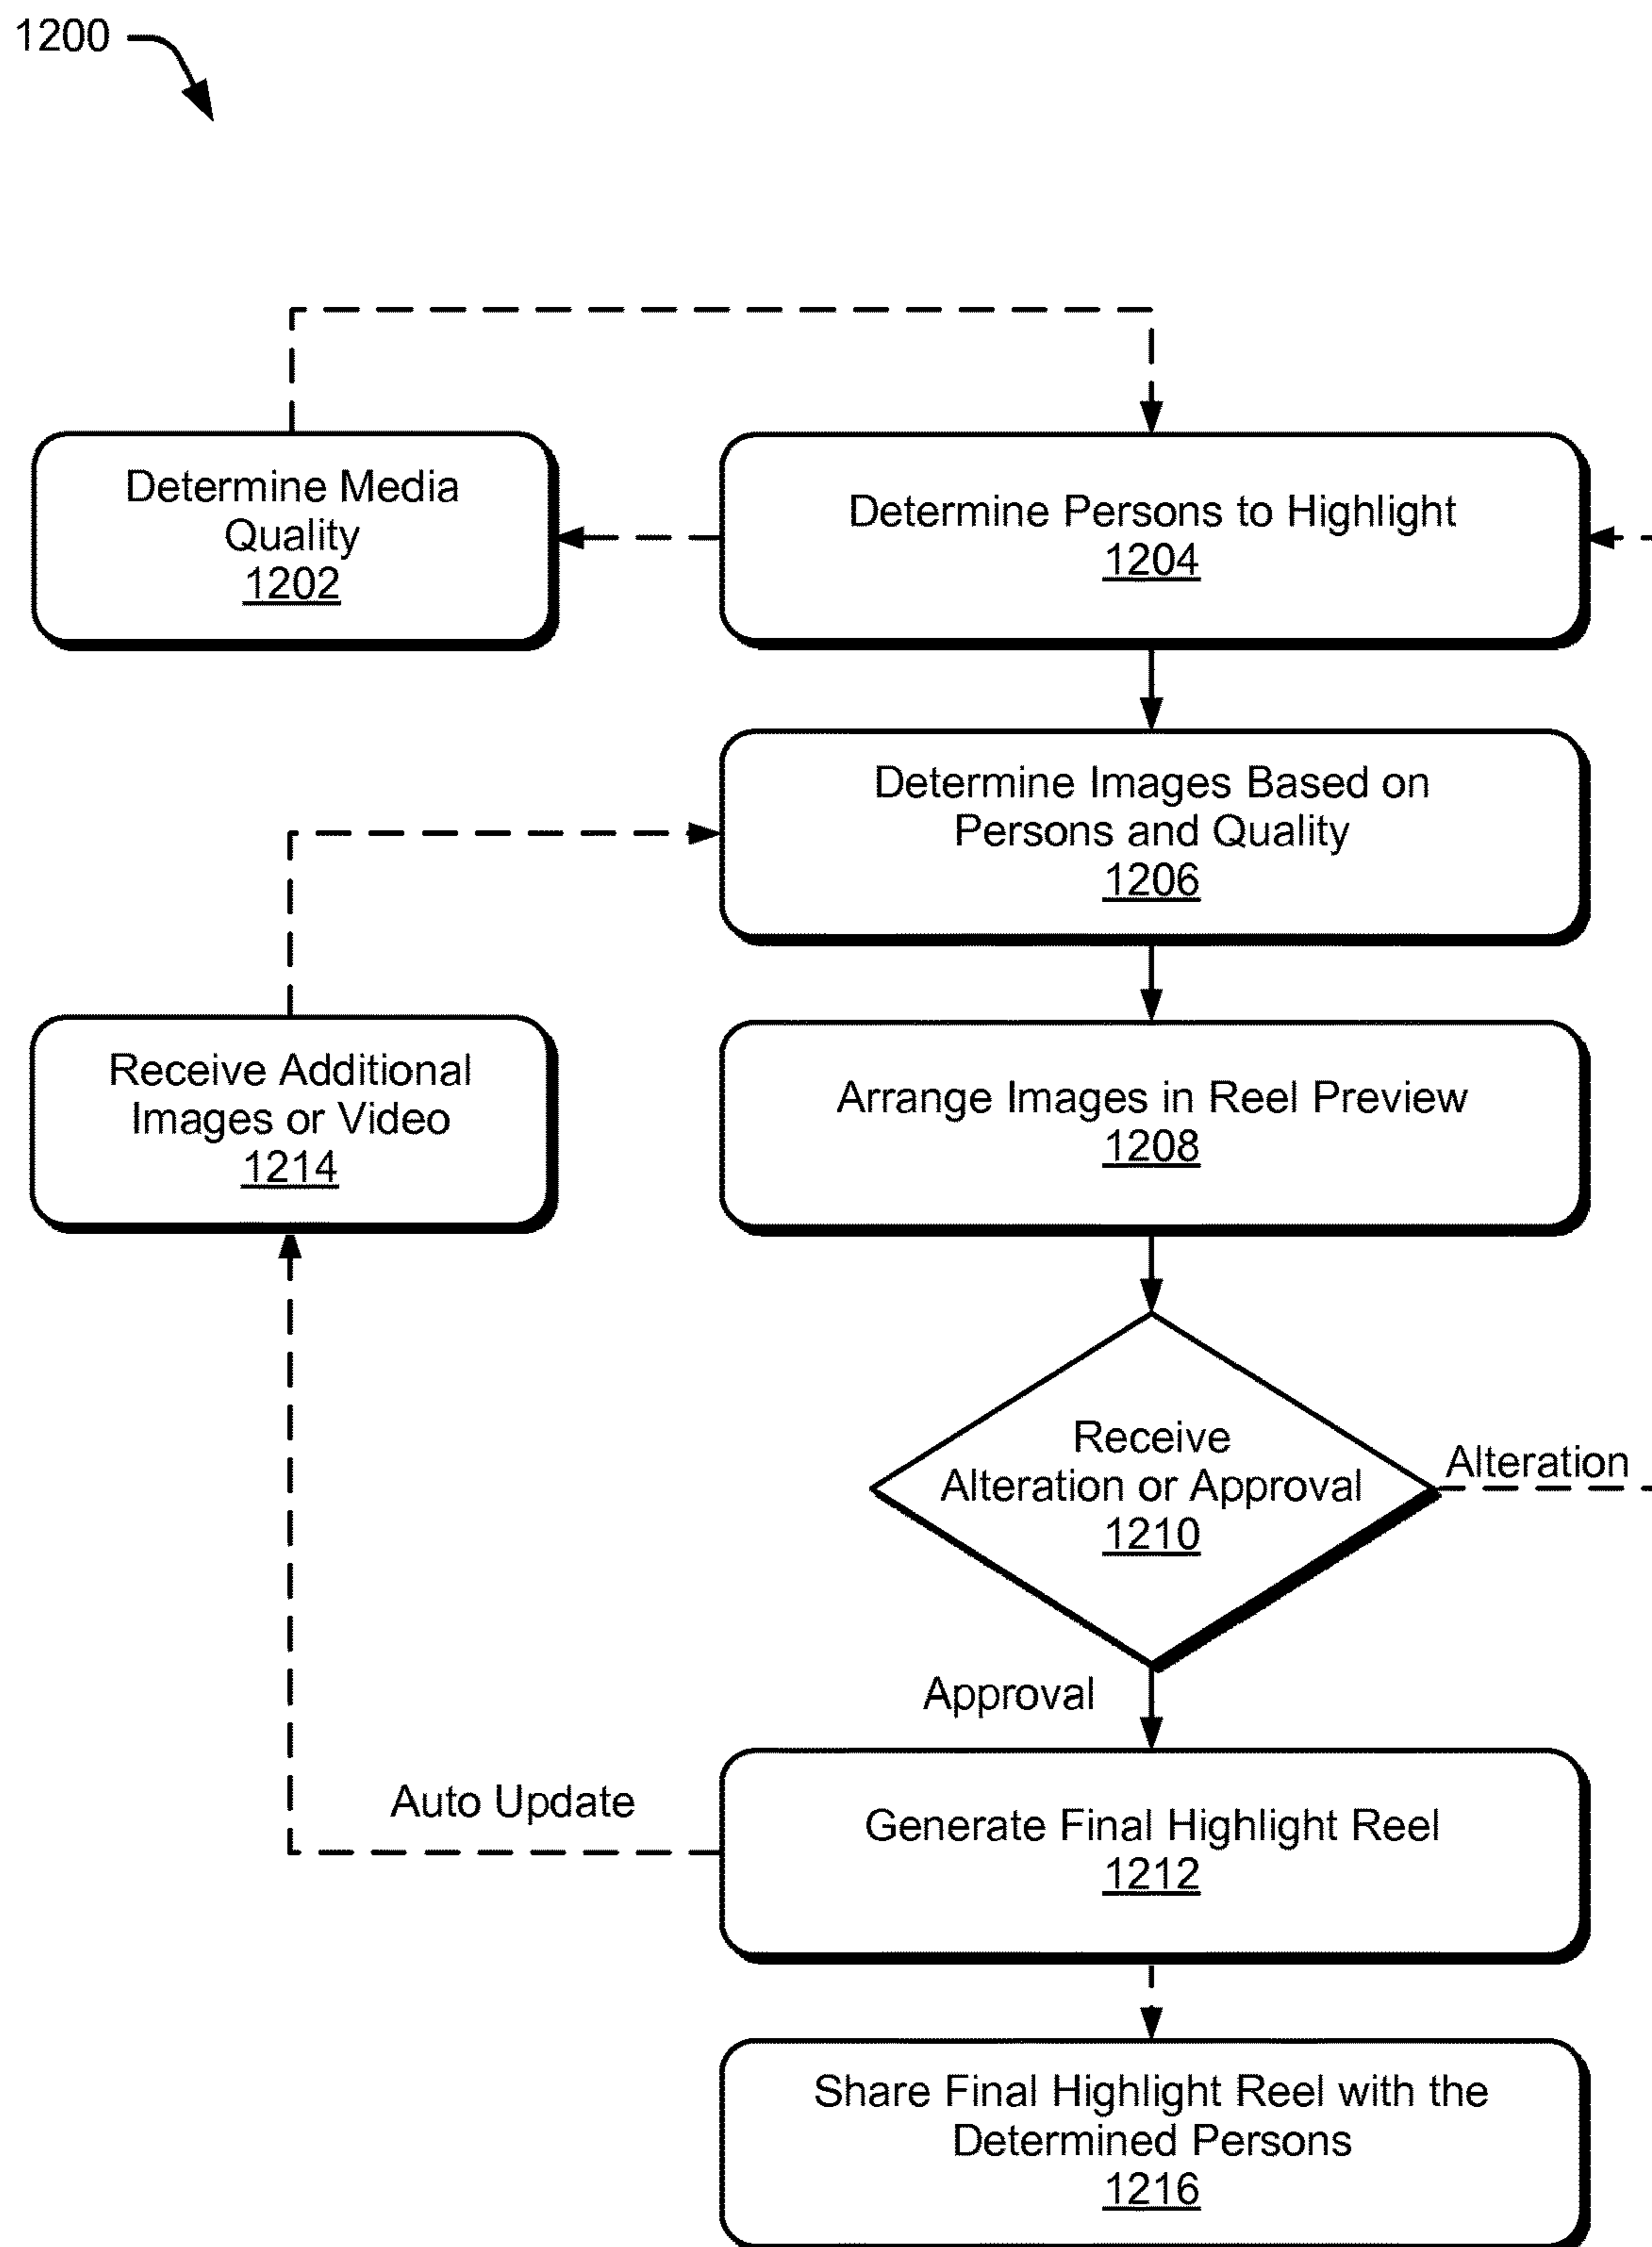 1200
Determine Media
Quality
1202
Determine Persons to Highlight
1204
Determine Images Based on
Persons and Quality
1206
Receive Additional
Images or Video
1214
Arrange Images in Reel Preview
1208
Receive
Alteration or Approval
1210
Alteration
Approval
Auto Update
Generate Final Highlight Reel
1212
Share Final Highlight Reel with the
Determined Persons
1216